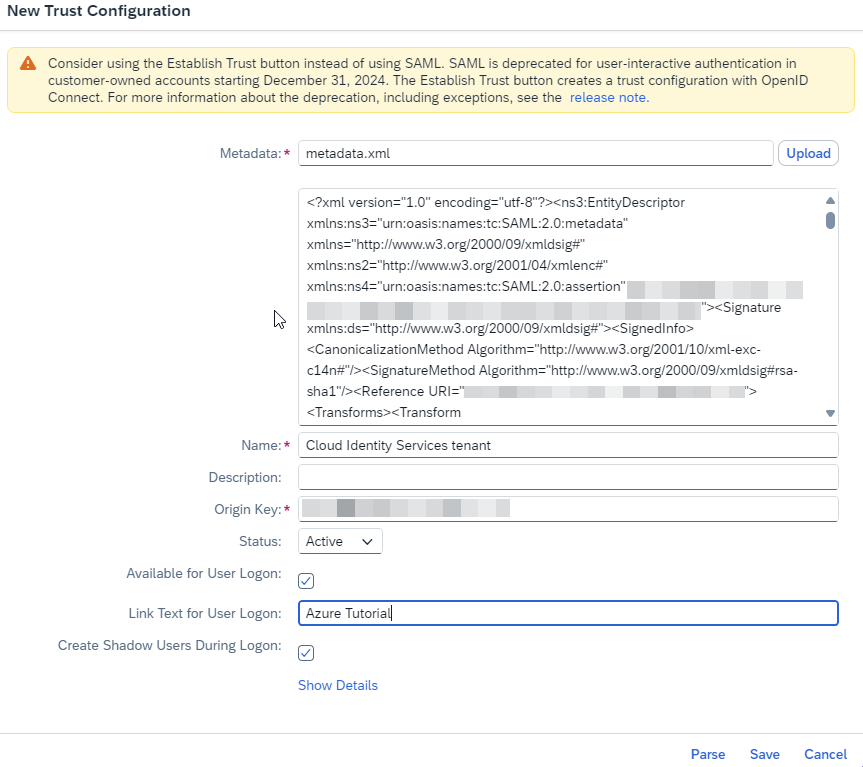 New Trust Configuration
Consider using the Establish Trust button instead of using SAML. SAML is deprecated for user-interactive authentication in
customer-owned accounts starting December 31, 2024. The Establish Trust button creates a trust configuration with OpenID
Connect. For more information about the deprecation, including exceptions, see the release note.
Metadata:* metadata.xml Upload
<?xml version="1.0" encoding="utf-8"?><ns3:EntityDescriptor
xmlns:ns3="urn:oasis:names:tc:SAML:2.0:metadata"
xmlns="http://www.w3.org/2000/09/xmldsig#"
xmlns:ns2="http://www.w3.org/2001/04/xmlenc#"
xmlns:ns4="urn:oasis:names:tc:SAML:2.0:assertion"
"><Signature
xmlns:ds="http://www.w3.org/2000/09/xmldsig#"><SignedInfo>
<CanonicalizationMethod Algorithm="http://www.w3.org/2001/10/xml-exc-
c14n#"/><SignatureMethod Algorithm="http://www.w3.org/2000/09/xmldsig#rsa-
sha1"/><Reference URI=" ">
<Transforms><Transform
Name:* Cloud Identity Services tenant
Description:
Origin Key:*
Status: Active
Available for User Logon:
Link Text for User Logon: Azure Tutorial
Create Shadow Users During Logon:
Show Details
Parse Save Cancel